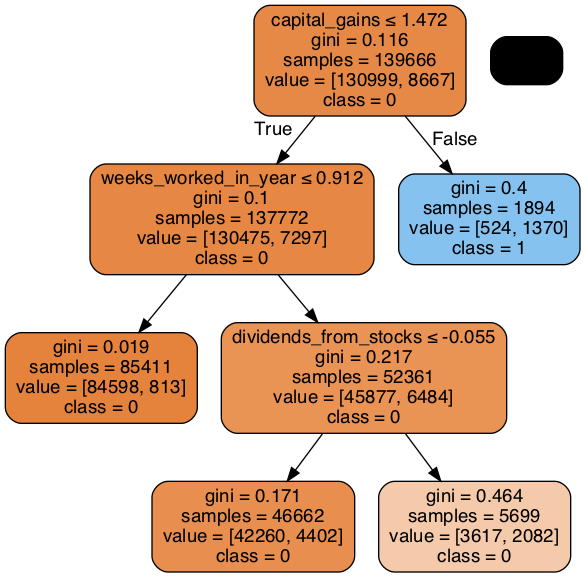 capital_gains ≤ 1.472
gini = 0.116
samples = 139666
value = [130999, 8667]
class = 0
True
False
weeks_worked_in_year ≤ 0.912
gini = 0.1
samples = 137772
value = [130475, 7297]
class = 0
gini = 0.4
samples = 1894
value = [524, 1370]
class = 1
gini = 0.019
samples = 85411
value = [84598, 813]
class = 0
dividends_from_stocks ≤ -0.055
gini = 0.217
samples = 52361
value = [45877, 6484]
class = 0
gini = 0.171
samples = 46662
value = [42260, 4402]
class = 0
gini = 0.464
samples = 5699
value = [3617, 2082]
class = 0